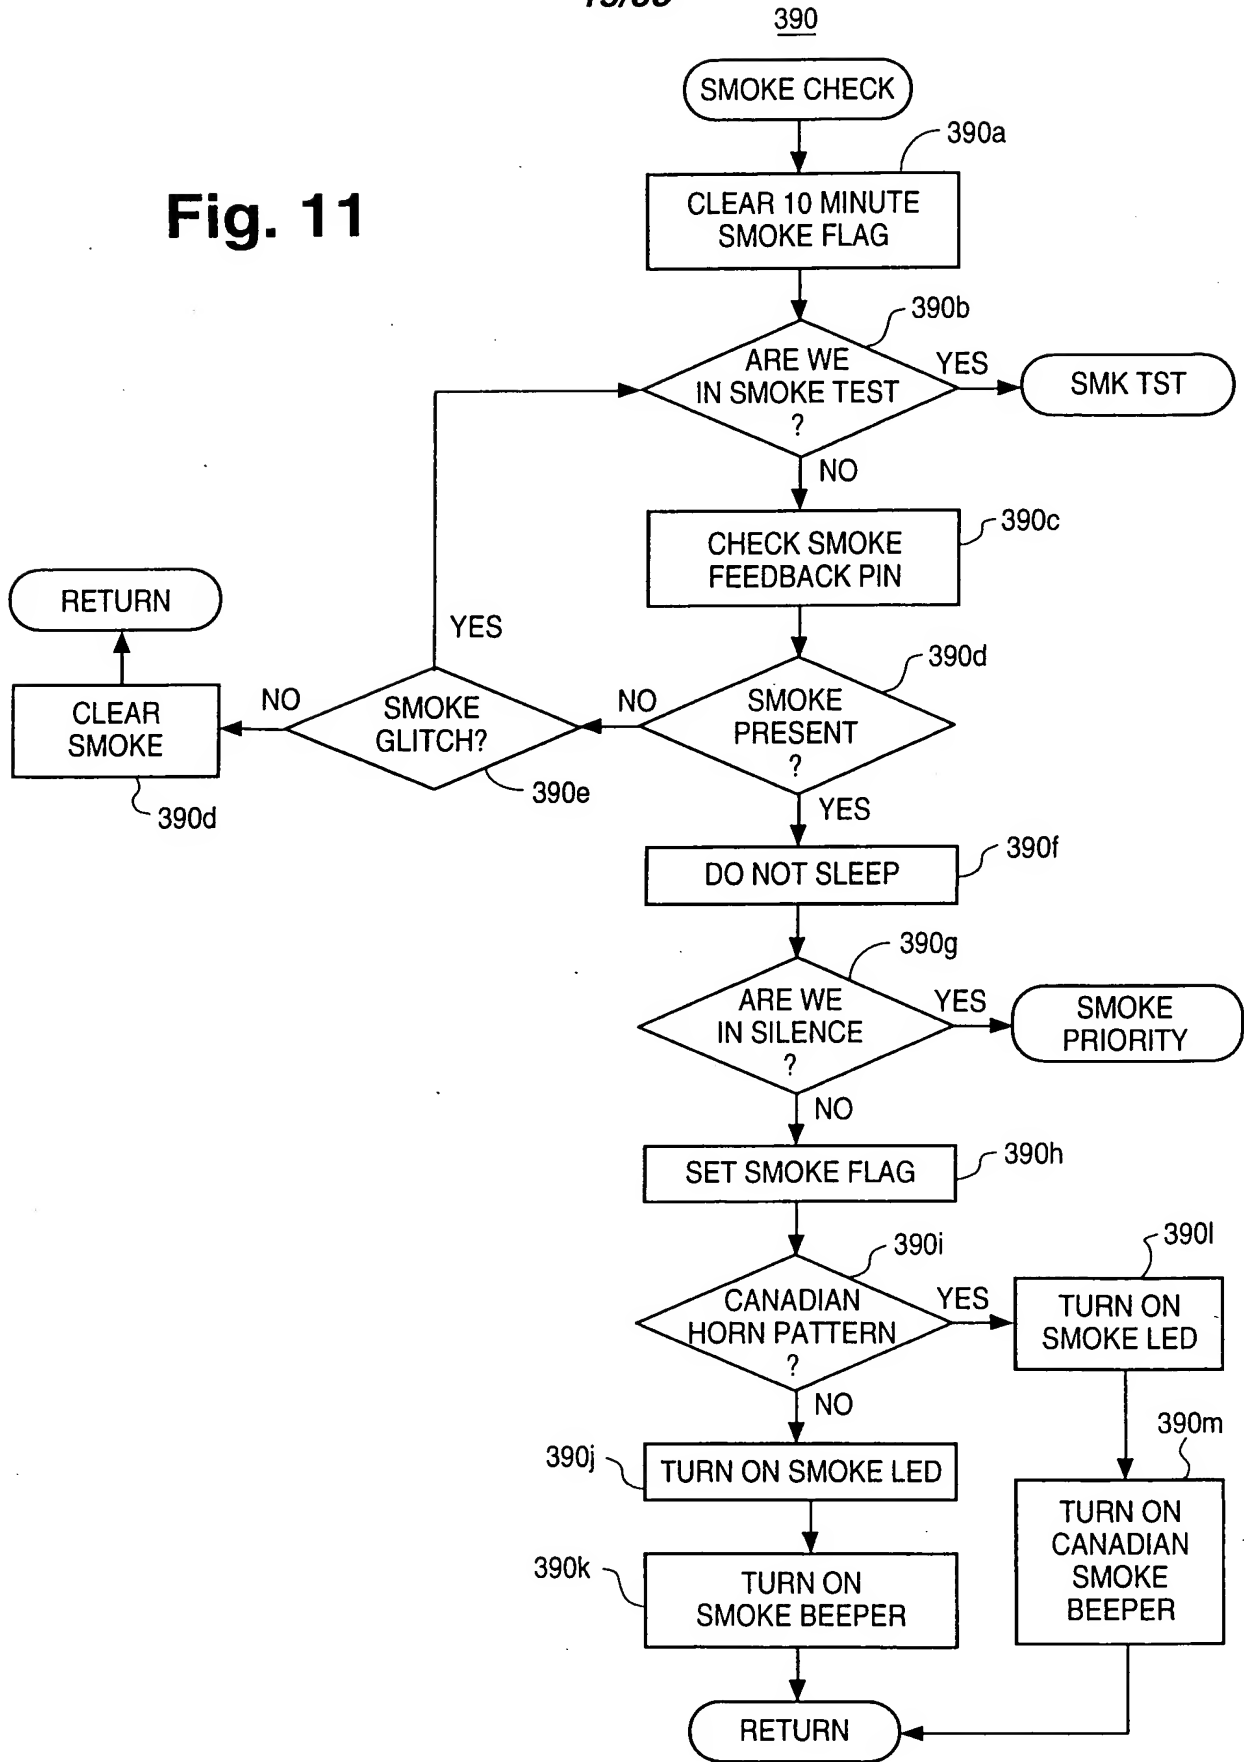 390
SMOKE CHECK
390a
Fig. 11
CLEAR 10 MINUTE
SMOKE FLAG
390b
ARE WE
IN SMOKE TEST
?
YES
SMK TST
NO
390c
CHECK SMOKE
FEEDBACK PIN
RETURN
YES
390d
NO
SMOKE
GLITCH?
NO
SMOKE
PRESENT
?
CLEAR
SMOKE
390d
390e
YES
390f
DO NOT SLEEP
390g
ARE WE
IN SILENCE
?
YES
SMOKE
PRIORITY
NO
390h
SET SMOKE FLAG
390i
390l
CANADIAN
HORN PATTERN
?
YES
TURN ON
SMOKE LED
NO
390j
TURN ON SMOKE LED
390m
390k
TURN ON
SMOKE BEEPER
TURN ON
CANADIAN
SMOKE
BEEPER
RETURN